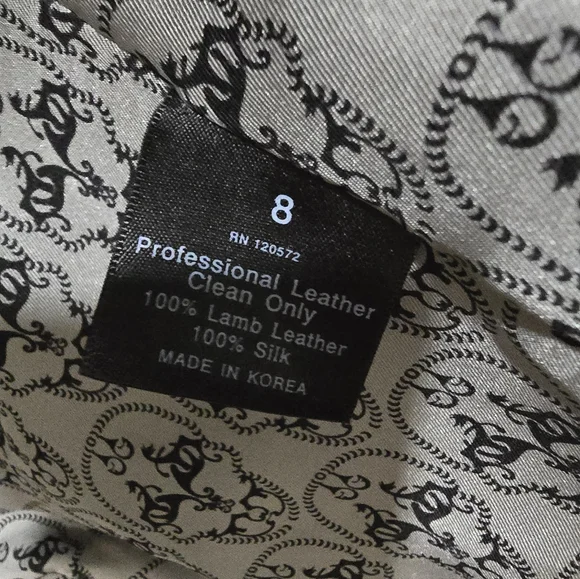 8
RN 120572
Professional Leather
Clean Only
100% Lamb Leather
100% Silk
MADE IN KOREA